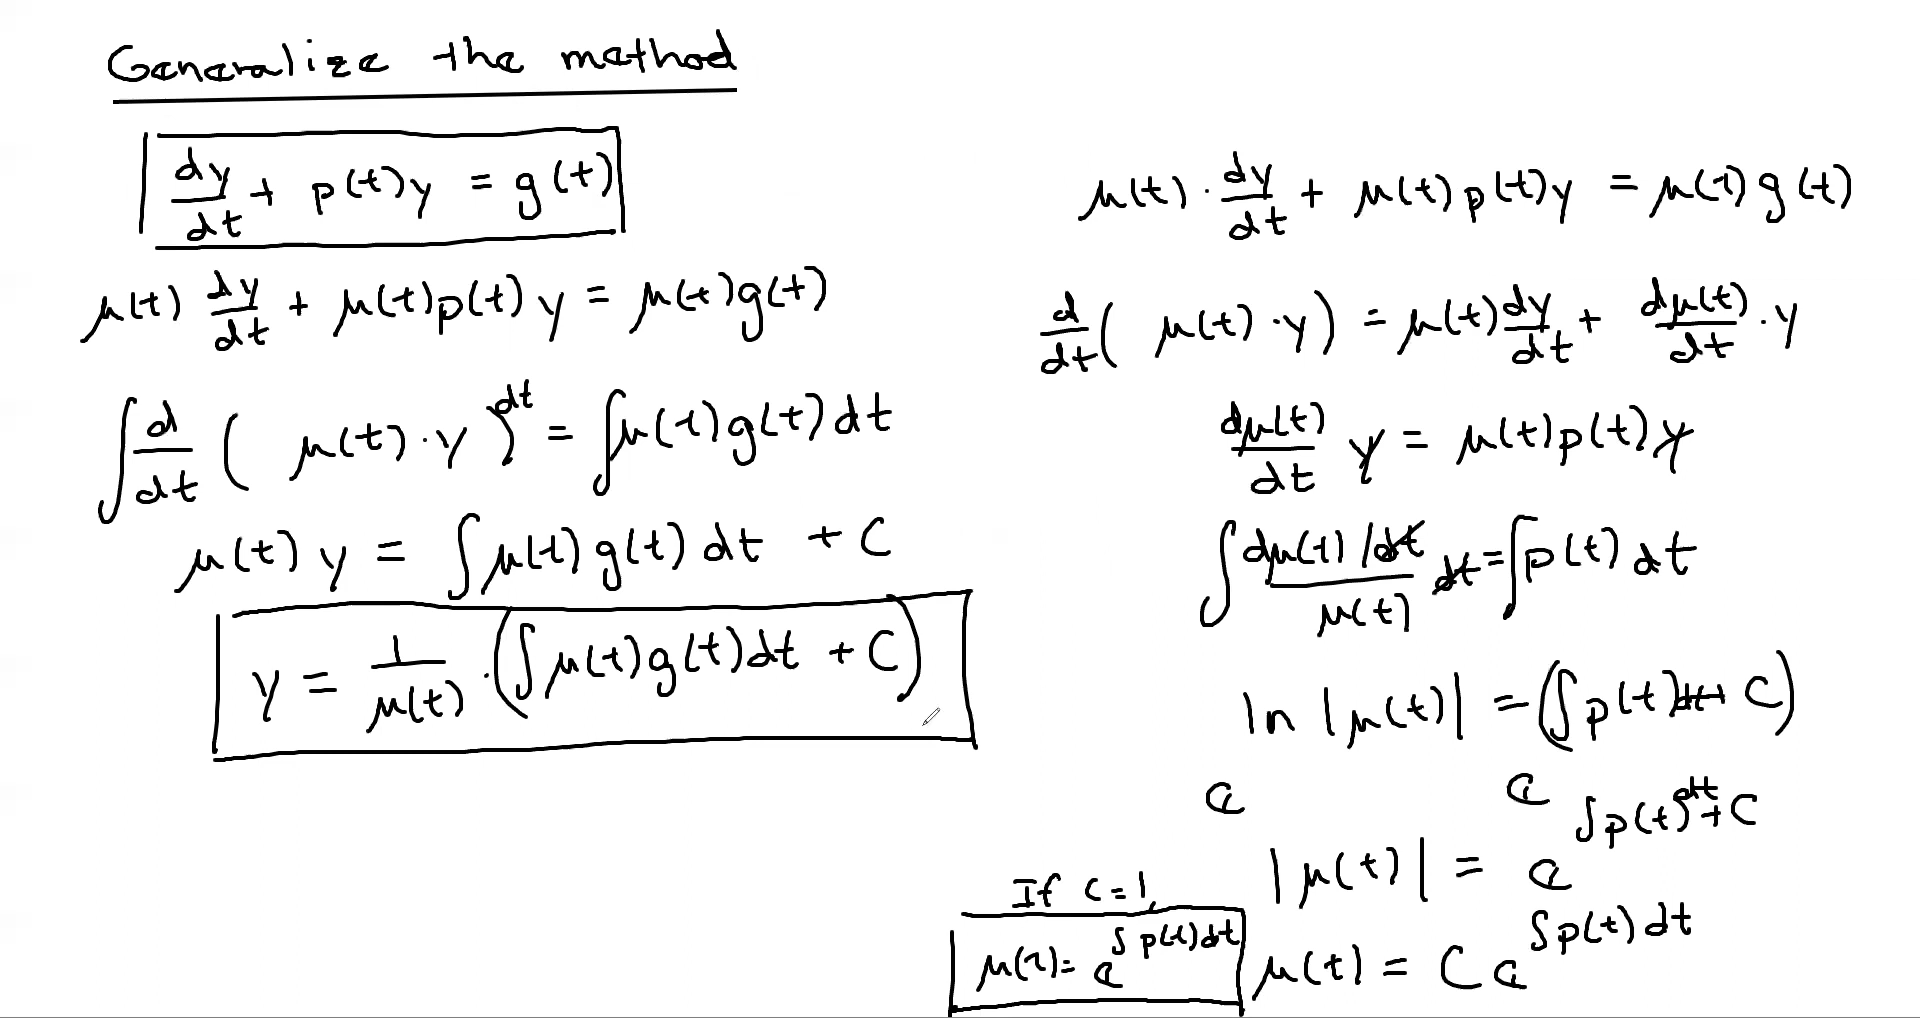 Generalize the method
dy/dt + p(t)y = g(t)
μ(t) dy/dt + μ(t)p(t) y = μ(t)g(t)
∫ d/dt ( μ(t) · y ) dt = ∫ μ(t)g(t) dt
μ(t) y = ∫ μ(t) g(t) dt + C
y = 1/μ(t) · (∫ μ(t)g(t)dt + C)
μ(t) · dy/dt + μ(t)p(t)y = μ(t)g(t)
d/dt ( μ(t) · y ) = μ(t) dy/dt + dμ(t)/dt · y
dμ(t)/dt y = μ(t)p(t)y
∫ dμ(t)/dt / μ(t) dt = ∫ p(t) dt
ln |μ(t)| = (∫ p(t)dt + C)
e e
|μ(t)| = e^(∫ p(t)dt + C)
μ(t) = C e^(∫ p(t) dt)
If C = 1,
μ(t) = e^(∫ p(t)dt)